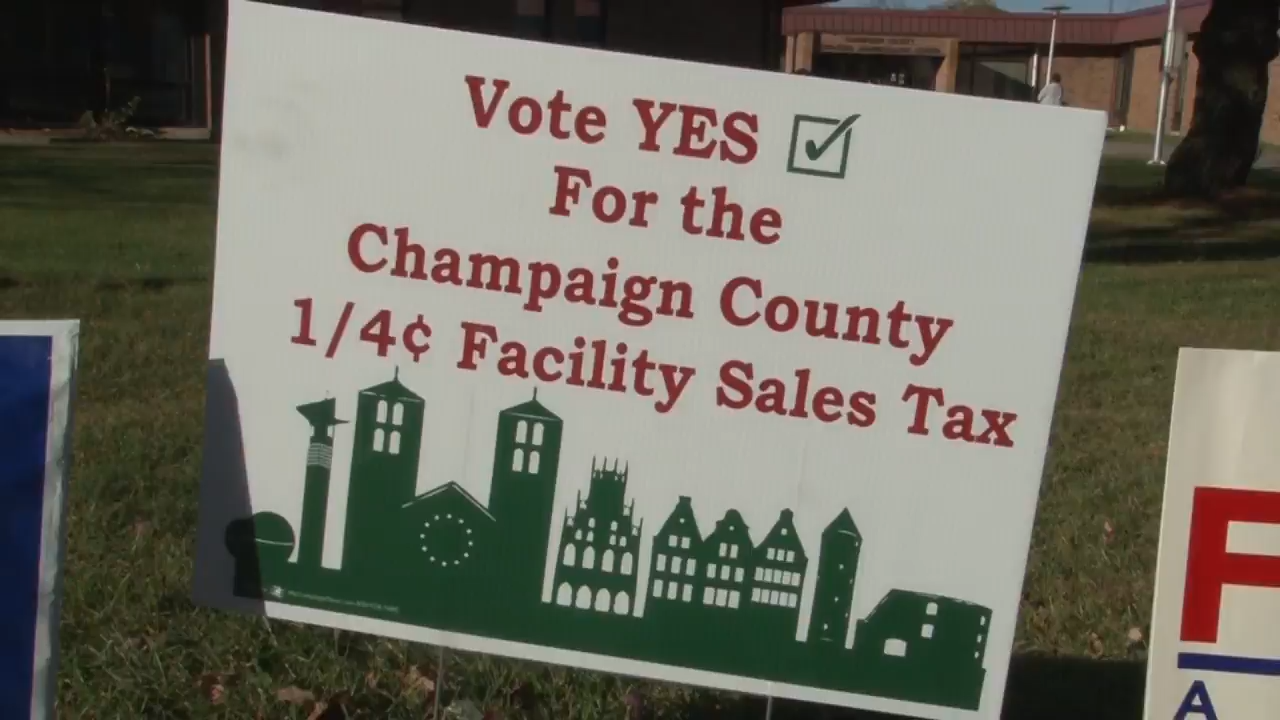 Vote YES
For the
Champaign County
1/4¢ Facility Sales Tax
A